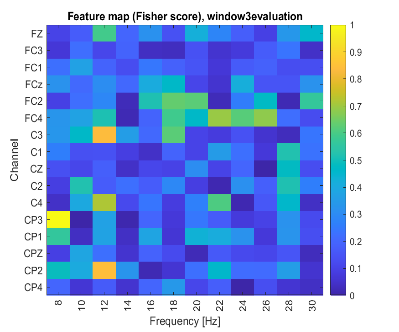 Feature map (Fisher score), window3evaluation
Channel
FZ
FC3
FC1
FCz
FC2
FC4
C3
C1
CZ
C2
C4
CP3
CP1
CPZ
CP2
CP4
8 10 12 14 16 18 20 22 24 26 28 30
Frequency [Hz]
1
0.9
0.8
0.7
0.6
0.5
0.4
0.3
0.2
0.1
0